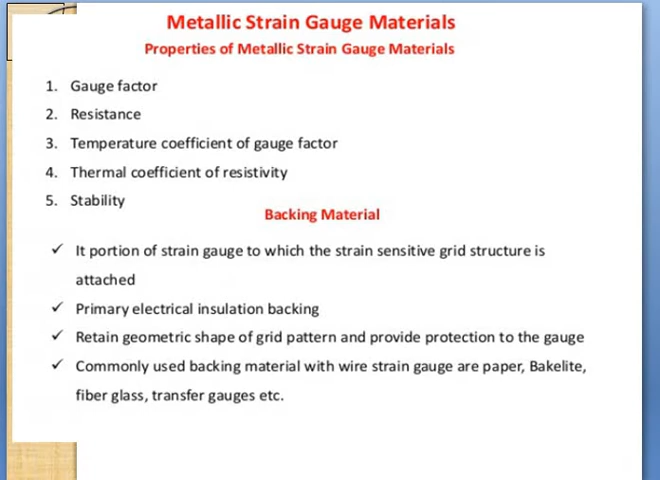 Metallic Strain Gauge Materials
Properties of Metallic Strain Gauge Materials
1. Gauge factor
2. Resistance
3. Temperature coefficient of gauge factor
4. Thermal coefficient of resistivity
5. Stability
Backing Material
✓ It portion of strain gauge to which the strain sensitive grid structure is
attached
✓ Primary electrical insulation backing
✓ Retain geometric shape of grid pattern and provide protection to the gauge
✓ Commonly used backing material with wire strain gauge are paper, Bakelite,
fiber glass, transfer gauges etc.